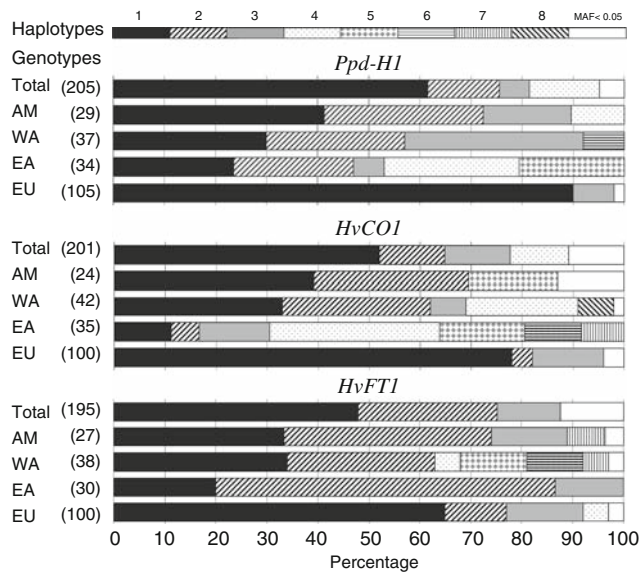 1 2 3 4 5 6 7 8 MAF< 0.05
Haplotypes
Genotypes
Ppd-H1
Total (205)
AM (29)
WA (37)
EA (34)
EU (105)
HvCO1
Total (201)
AM (24)
WA (42)
EA (35)
EU (100)
HvFT1
Total (195)
AM (27)
WA (38)
EA (30)
EU (100)
0 10 20 30 40 50 60 70 80 90 100
Percentage